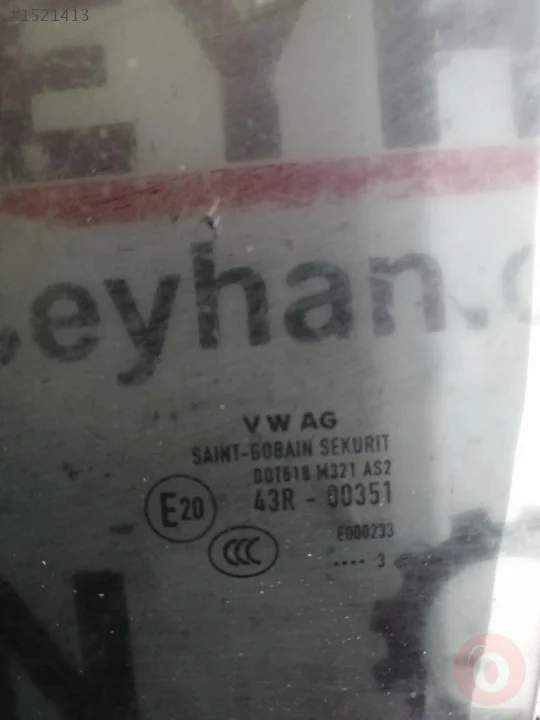 #1521413
EYH
eyhan.c
VW AG
SAINT-GOBAIN SEKURIT
DOT618 M321 AS2
E20 43R - 00351
CCC E000233
.... 3
N